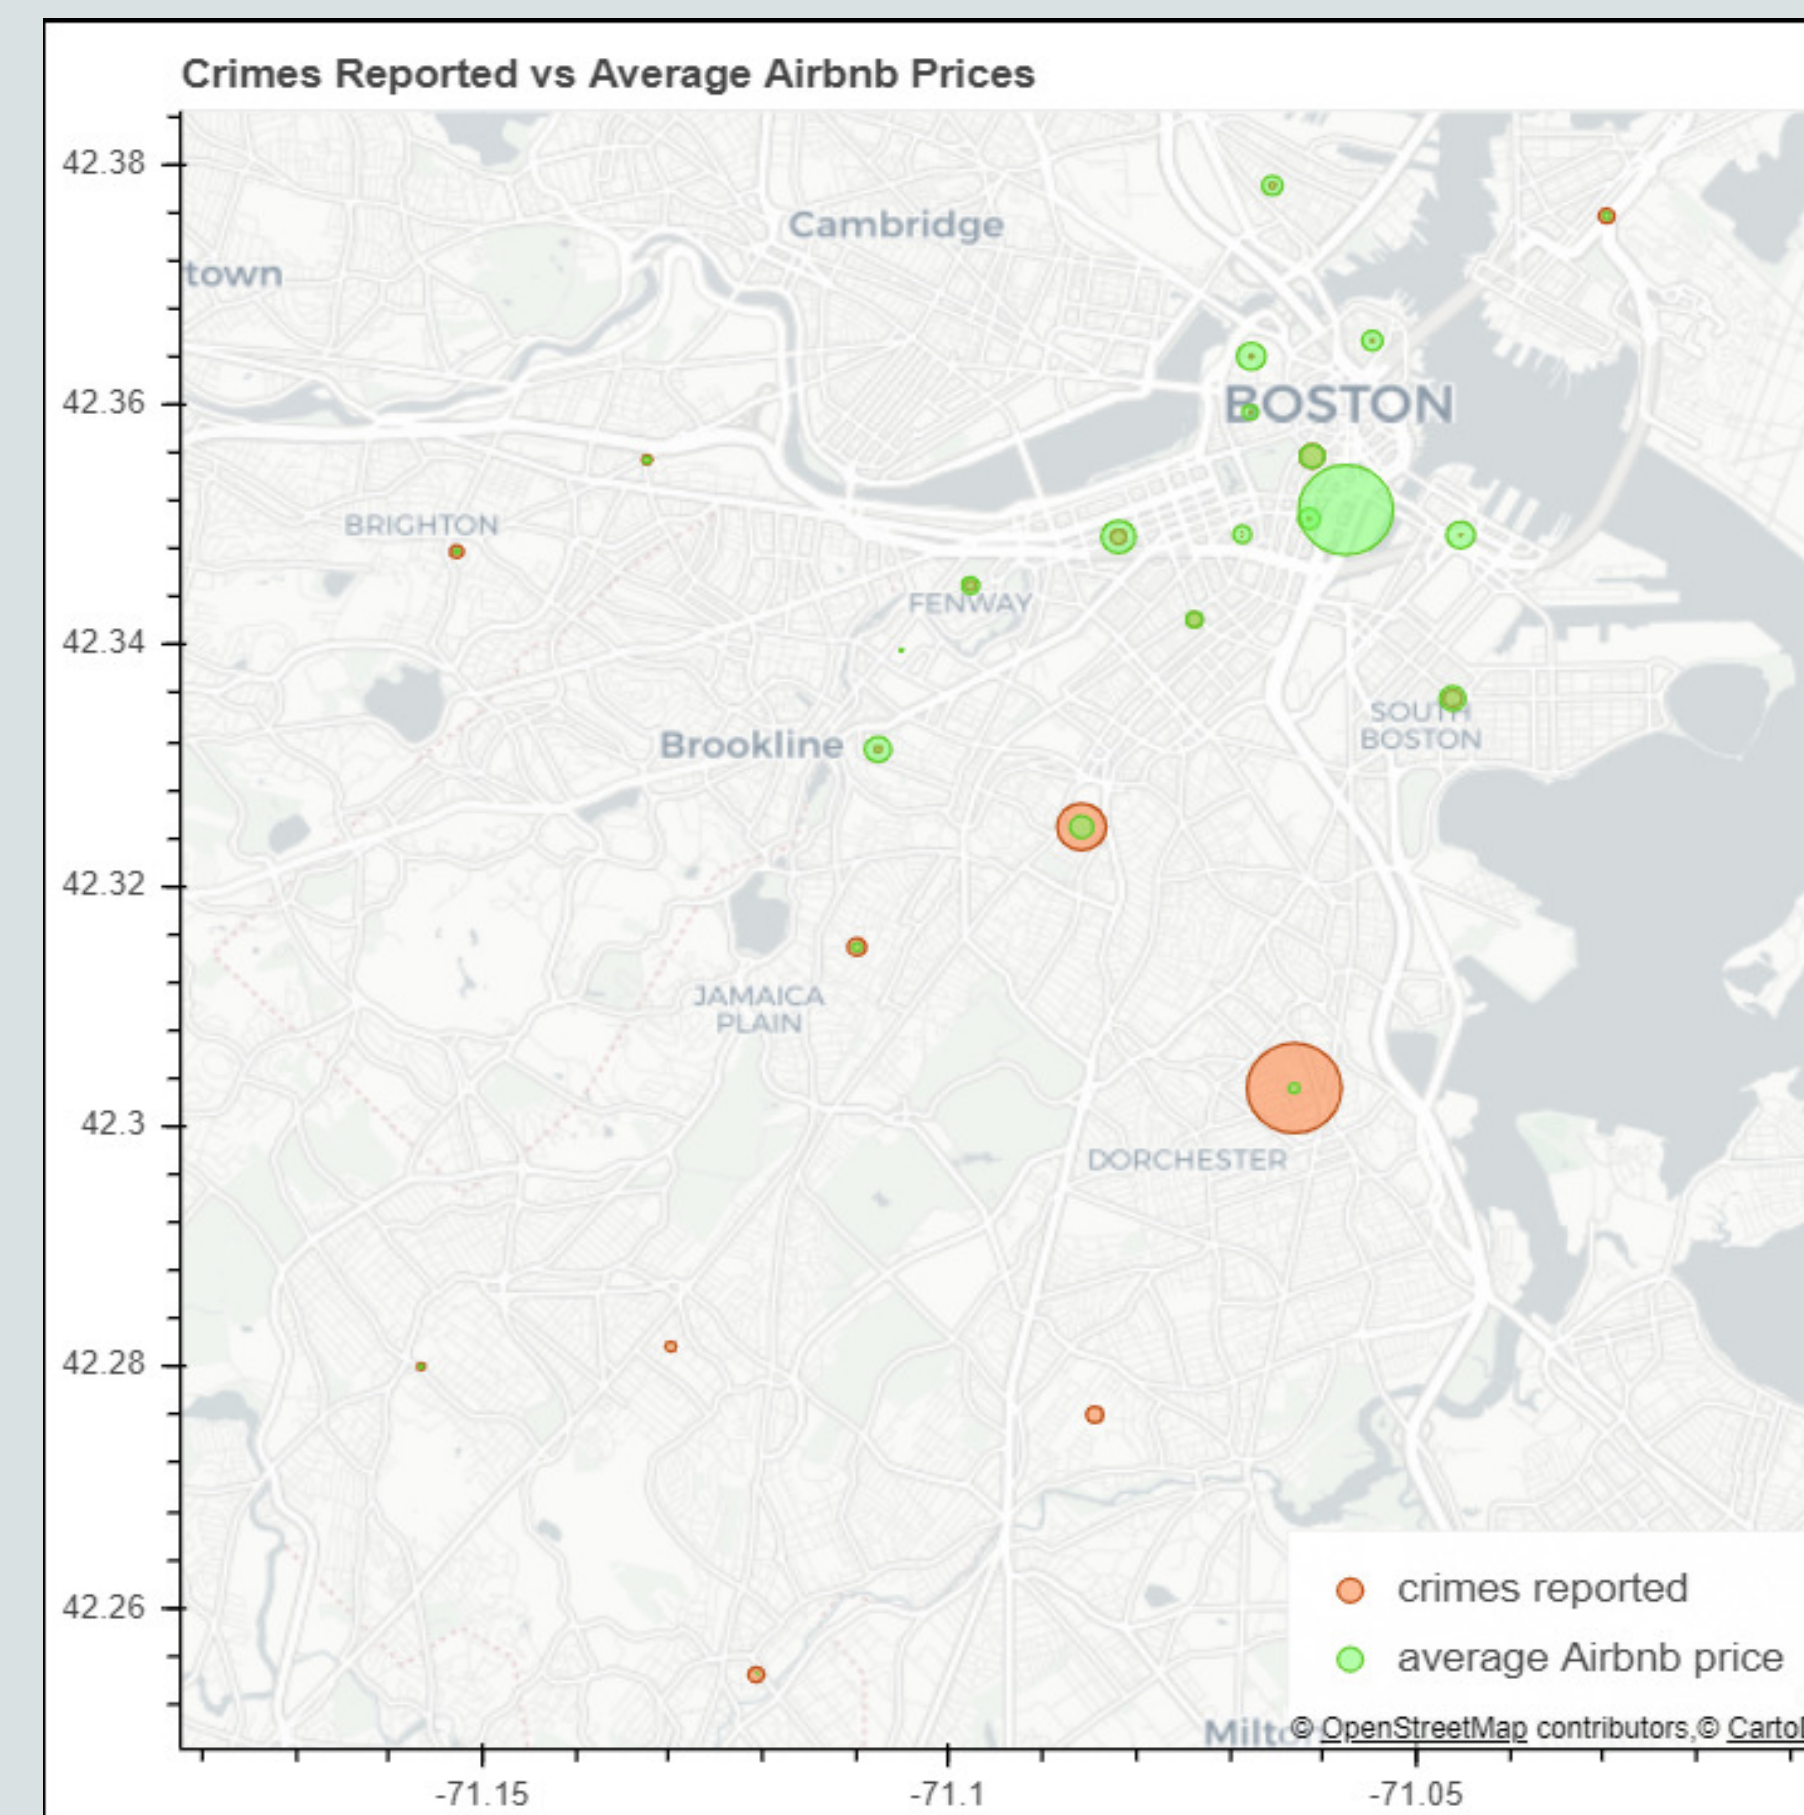 Crimes Reported vs Average Airbnb Prices
42.38
Cambridge
town
42.36
BOSTON
BRIGHTON
FENWAY
42.34
SOUTH
BOSTON
Brookline
42.32
JAMAICA
PLAIN
42.3
DORCHESTER
42.28
42.26
crimes reported
average Airbnb price
© OpenStreetMap contributors,© Carto
-71.15
-71.1
-71.05